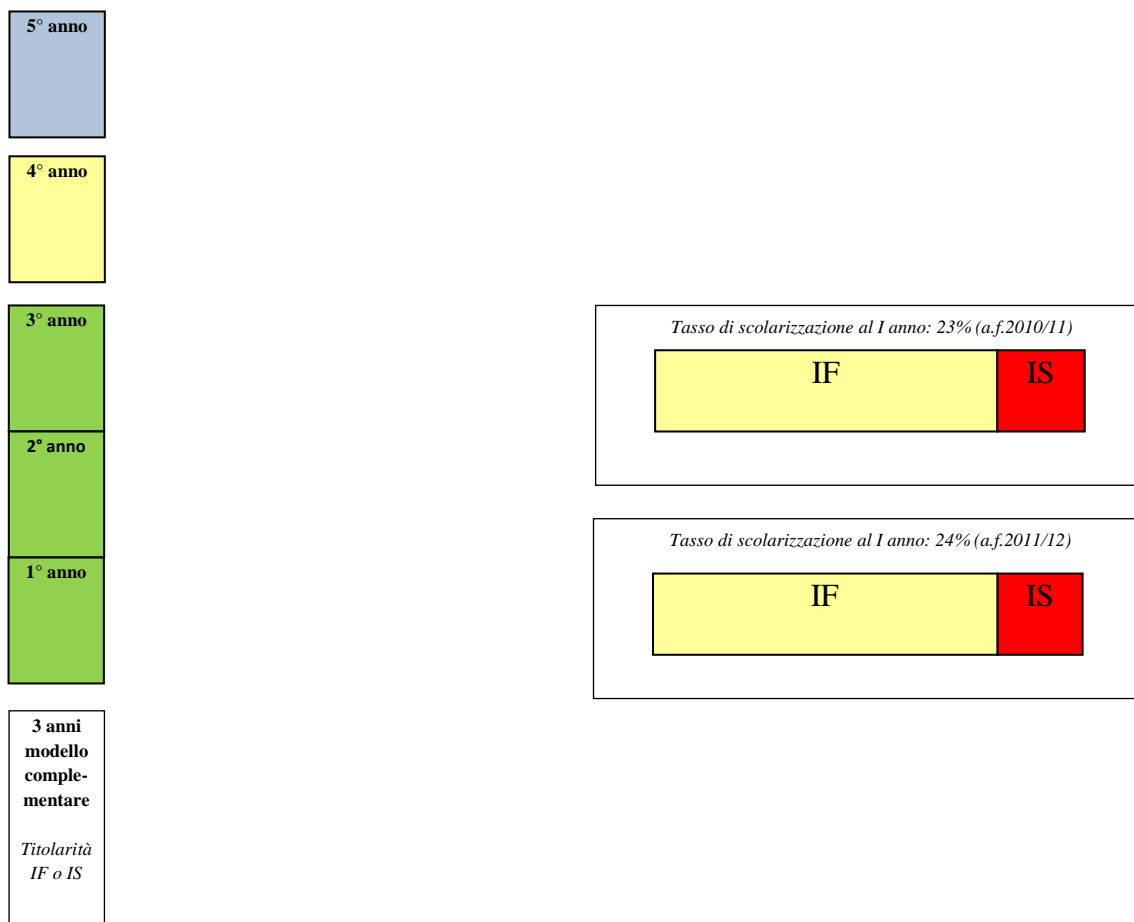 5° anno
4° anno
3° anno
2° anno
1° anno
3 anni
modello
comple-
mentare
Titolarità
IF o IS
Tasso di scolarizzazione al I anno: 23% (a.f.2010/11)
IF IS
Tasso di scolarizzazione al I anno: 24% (a.f.2011/12)
IF IS